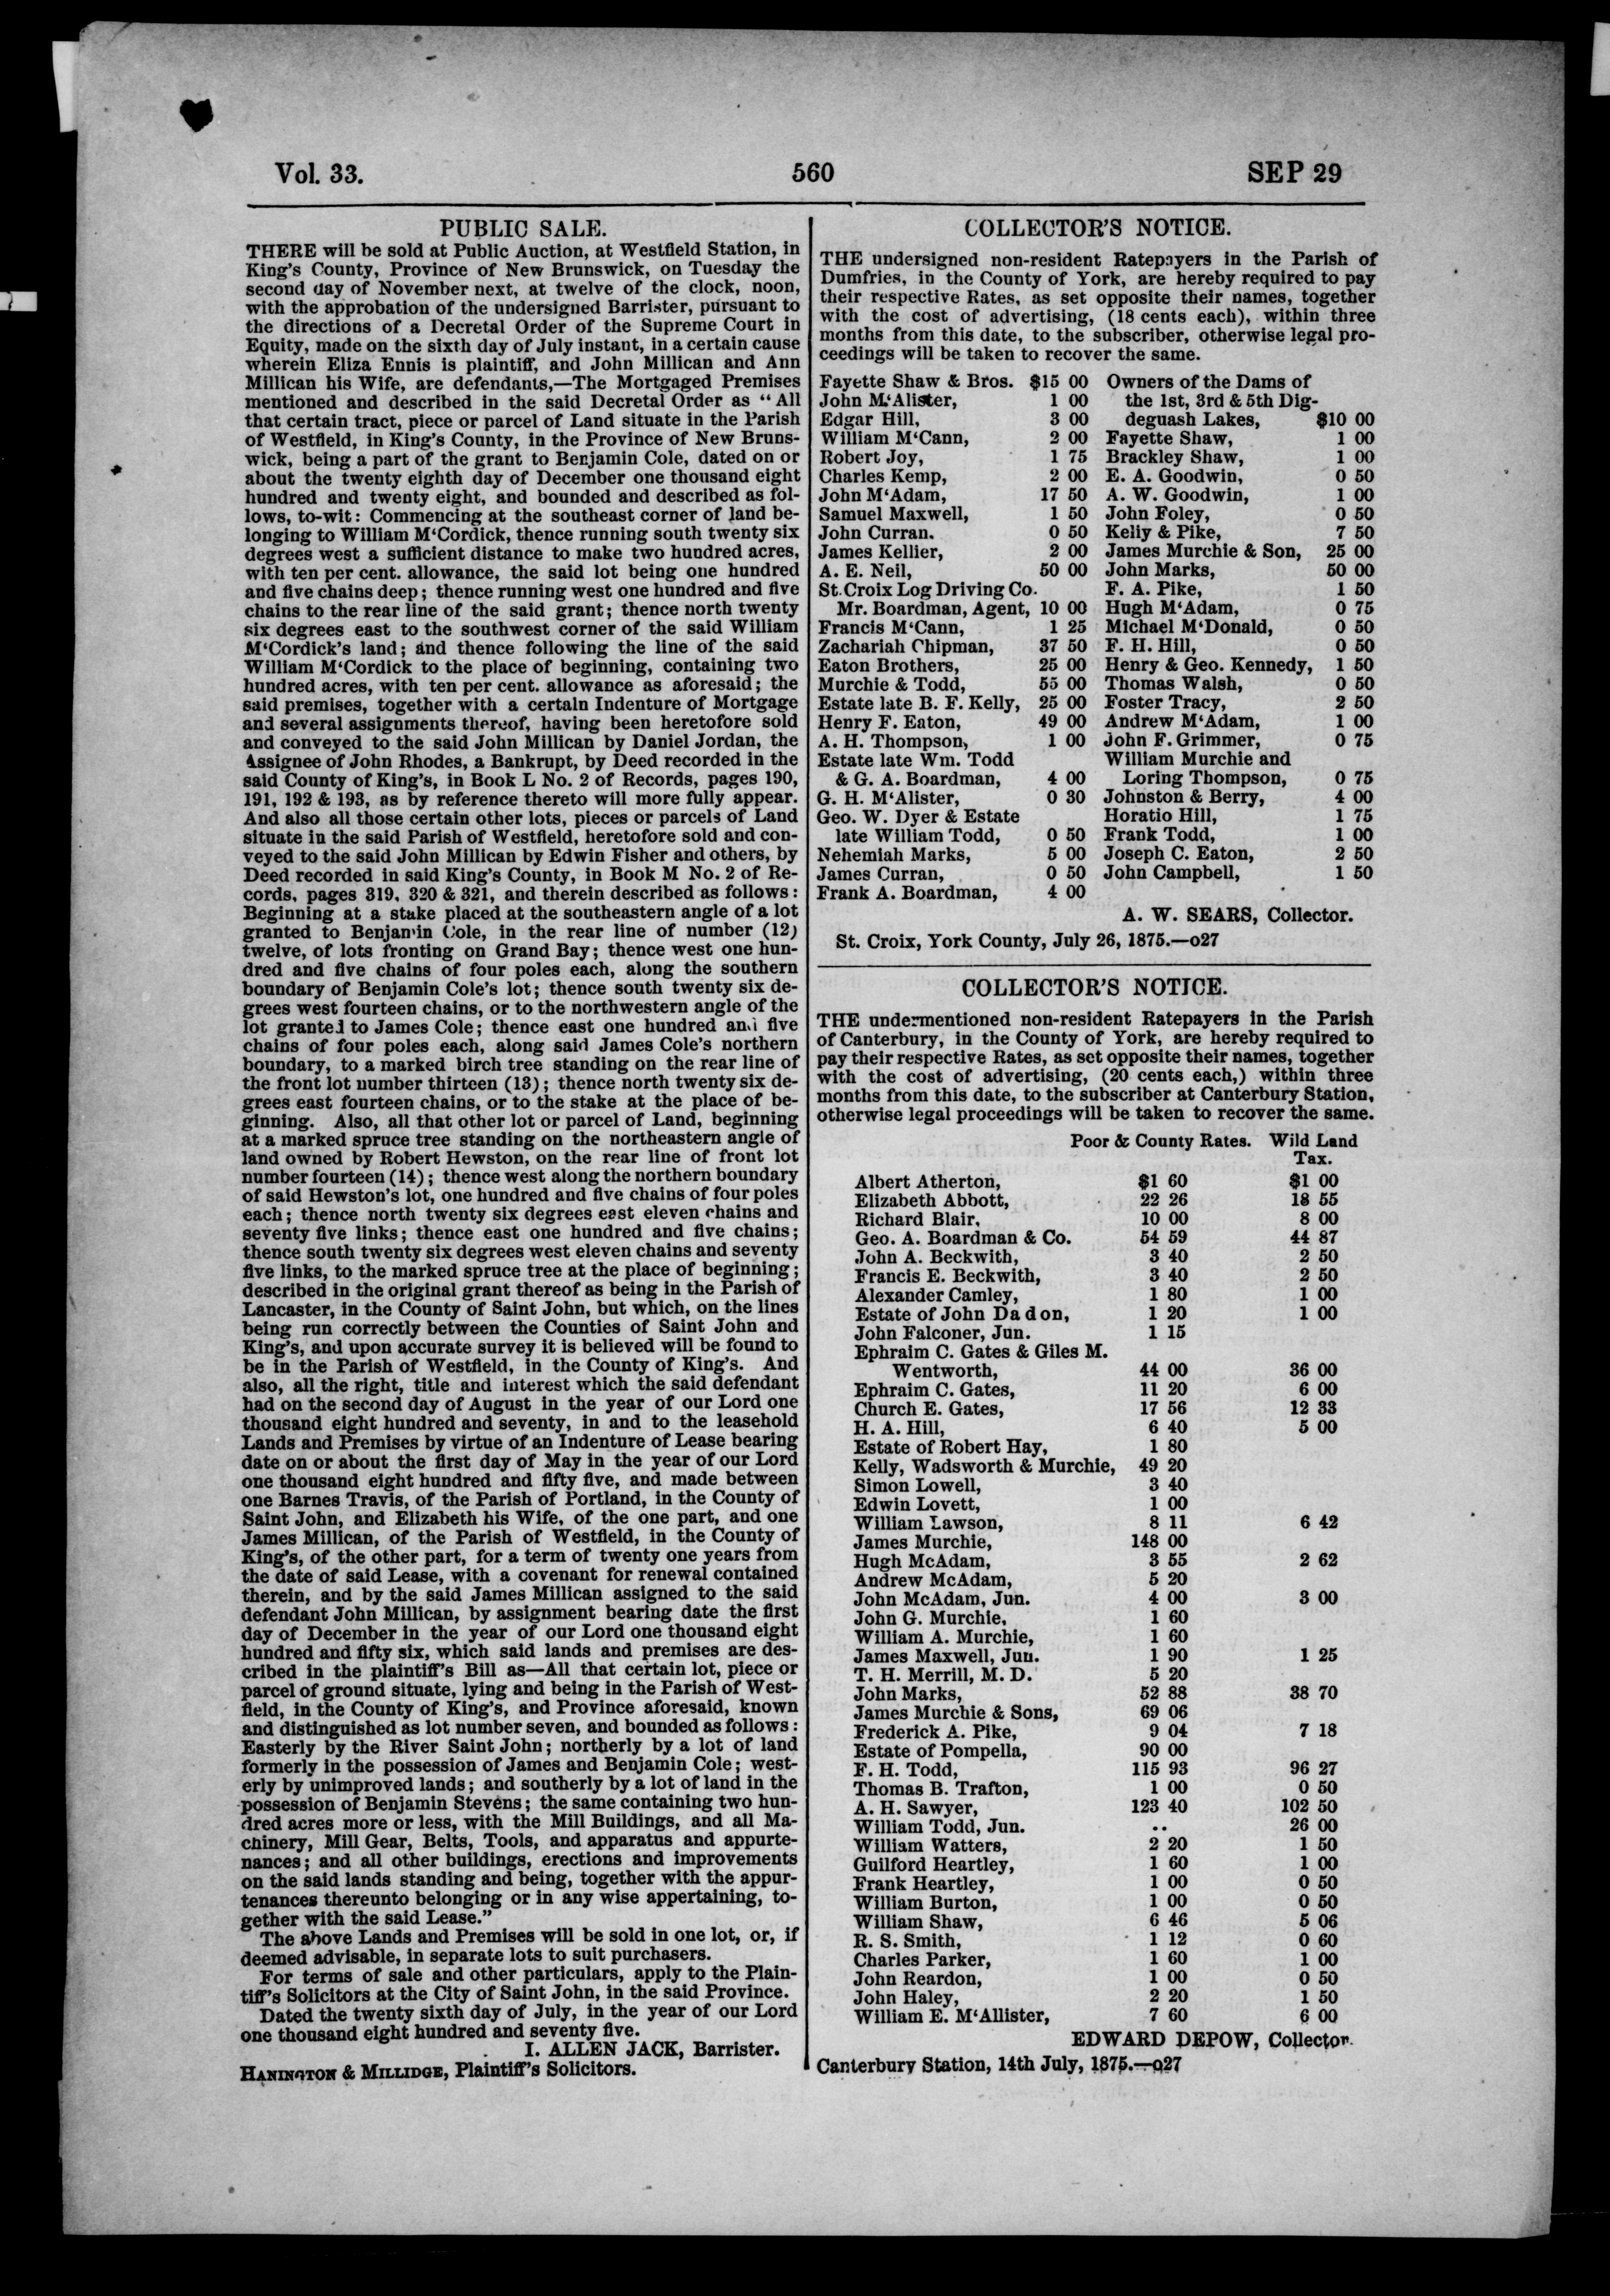 Vol. 33.
560
SEP 29
PUBLIC SALE.
THERE will be sold at Public Auction, at Westfield Station, in
King's County, Province of New Brunswick, on Tuesday the
second day of November next, at twelve of the clock, noon,
with the approbation of the undersigned Barrister, pursuant to
the directions of a Decretal Order of the Supreme Court in
Equity, made on the sixth day of July instant, in a certain cause
wherein Eliza Ennis is plaintiff, and John Millican and Ann
Millican his Wife, are defendants,—The Mortgaged Premises
mentioned and described in the said Decretal Order as "All
that certain tract, piece or parcel of Land situate in the Parish
of Westfield, in King's County, in the Province of New Bruns-
wick, being a part of the grant to Benjamin Cole, dated on or
about the twenty eighth day of December one thousand eight
hundred and twenty eight, and bounded and described as fol-
lows, to-wit: Commencing at the southeast corner of land be-
longing to William M'Cordick, thence running south twenty six
degrees west a sufficient distance to make two hundred acres,
with ten per cent. allowance, the said lot being one hundred
and five chains deep; thence running west one hundred and five
chains to the rear line of the said grant; thence north twenty
six degrees east to the southwest corner of the said William
M'Cordick's land; and thence following the line of the said
William M'Cordick to the place of beginning, containing two
hundred acres, with ten per cent. allowance as aforesaid; the
said premises, together with a certain Indenture of Mortgage
and several assignments thereof, having been heretofore sold
and conveyed to the said John Millican by Daniel Jordan, the
Assignee of John Rhodes, a Bankrupt, by Deed recorded in the
said County of King's, in Book L No. 2 of Records, pages 190,
191, 192 & 193, as by reference thereto will more fully appear.
And also all those certain other lots, pieces or parcels of Land
situate in the said Parish of Westfield, heretofore sold and con-
veyed to the said John Millican by Edwin Fisher and others, by
Deed recorded in said King's County, in Book M No. 2 of Re-
cords, pages 319, 320 & 321, and therein described as follows:
Beginning at a stake placed at the southeastern angle of a lot
granted to Benjamin Cole, in the rear line of number (12)
twelve, of lots fronting on Grand Bay; thence west one hun-
dred and five chains of four poles each, along the southern
boundary of Benjamin Cole's lot; thence south twenty six de-
grees west fourteen chains, or to the northwestern angle of the
lot granted to James Cole; thence east one hundred and five
chains of four poles each, along said James Cole's northern
boundary, to a marked birch tree standing on the rear line of
the front lot number thirteen (13); thence north twenty six de-
grees east fourteen chains, or to the stake at the place of be-
ginning. Also, all that other lot or parcel of Land, beginning
at a marked spruce tree standing on the northeastern angle of
land owned by Robert Hewston, on the rear line of front lot
number fourteen (14); thence west along the northern boundary
of said Hewston's lot, one hundred and five chains of four poles
each; thence north twenty six degrees east eleven chains and
seventy five links; thence east one hundred and five chains;
thence south twenty six degrees west eleven chains and seventy
five links, to the marked spruce tree at the place of beginning;
described in the original grant thereof as being in the Parish of
Lancaster, in the County of Saint John, but which, on the lines
being run correctly between the Counties of Saint John and
King's, and upon accurate survey it is believed will be found to
be in the Parish of Westfield, in the County of King's. And
also, all the right, title and interest which the said defendant
had on the second day of August in the year of our Lord one
thousand eight hundred and seventy, in and to the leasehold
Lands and Premises by virtue of an Indenture of Lease bearing
date on or about the first day of May in the year of our Lord
one thousand eight hundred and fifty five, and made between
one Barnes Travis, of the Parish of Portland, in the County of
Saint John, and Elizabeth his Wife, of the one part, and one
James Millican, of the Parish of Westfield, in the County of
King's, of the other part, for a term of twenty one years from
the date of said Lease, with a covenant for renewal contained
therein, and by the said James Millican assigned to the said
defendant John Millican, by assignment bearing date the first
day of December in the year of our Lord one thousand eight
hundred and fifty six, which said lands and premises are des-
cribed in the plaintiff's Bill as—All that certain lot, piece or
parcel of ground situate, lying and being in the Parish of West-
field, in the County of King's, and Province aforesaid, known
and distinguished as lot number seven, and bounded as follows:
Easterly by the River Saint John; northerly by a lot of land
formerly in the possession of James and Benjamin Cole; west-
erly by unimproved lands; and southerly by a lot of land in the
possession of Benjamin Stevens; the same containing two hun-
dred acres more or less, with the Mill Buildings, and all Ma-
chinery, Mill Gear, Belts, Tools, and apparatus and appurte-
nances; and all other buildings, erections and improvements
on the said lands standing and being, together with the appur-
tenances thereunto belonging or in any wise appertaining, to-
gether with the said Lease."
The above Lands and Premises will be sold in one lot, or, if
deemed advisable, in separate lots to suit purchasers.
For terms of sale and other particulars, apply to the Plain-
tiff's Solicitors at the City of Saint John, in the said Province.
Dated the twenty sixth day of July, in the year of our Lord
one thousand eight hundred and seventy five.
I. ALLEN JACK, Barrister.
HANINGTON & MILLIDGE, Plaintiff's Solicitors.
COLLECTOR'S NOTICE.
THE undersigned non-resident Ratepayers in the Parish of
Dumfries, in the County of York, are hereby required to pay
their respective Rates, as set opposite their names, together
with the cost of advertising, (18 cents each), within three
months from this date, to the subscriber, otherwise legal pro-
ceedings will be taken to recover the same.
Fayette Shaw & Bros. $15 00
John M'Alister, 1 00
Edgar Hill, 3 00
William M'Cann, 2 00
Robert Joy, 1 75
Charles Kemp, 2 00
John M'Adam, 17 50
Samuel Maxwell, 1 50
John Curran. 0 50
James Kellier, 2 00
A. E. Neil, 50 00
St. Croix Log Driving Co.
Mr. Boardman, Agent, 10 00
Francis M'Cann, 1 25
Zachariah Chipman, 37 50
Eaton Brothers, 25 00
Murchie & Todd, 55 00
Estate late B. F. Kelly, 25 00
Henry F. Eaton, 49 00
A. H. Thompson, 1 00
Estate late Wm. Todd
& G. A. Boardman, 4 00
G. H. M'Alister, 0 30
Geo. W. Dyer & Estate
late William Todd, 0 50
Nehemiah Marks, 5 00
James Curran, 0 50
Frank A. Boardman, 4 00
Owners of the Dams of
the 1st, 3rd & 5th Dig-
deguash Lakes, $10 00
Fayette Shaw, 1 00
Brackley Shaw, 1 00
E. A. Goodwin, 0 50
A. W. Goodwin, 1 00
John Foley, 0 50
Kelly & Pike, 7 50
James Murchie & Son, 25 00
John Marks, 50 00
F. A. Pike, 1 50
Hugh M'Adam, 0 75
Michael M'Donald, 0 50
F. H. Hill, 0 50
Henry & Geo. Kennedy, 1 50
Thomas Walsh, 0 50
Foster Tracy, 2 50
Andrew M'Adam, 1 00
John F. Grimmer, 0 75
William Murchie and
Loring Thompson, 0 75
Johnston & Berry, 4 00
Horatio Hill, 1 75
Frank Todd, 1 00
Joseph C. Eaton, 2 50
John Campbell, 1 50
A. W. SEARS, Collector.
St. Croix, York County, July 26, 1875.—o27
COLLECTOR'S NOTICE.
THE undermentioned non-resident Ratepayers in the Parish
of Canterbury, in the County of York, are hereby required to
pay their respective Rates, as set opposite their names, together
with the cost of advertising, (20 cents each,) within three
months from this date, to the subscriber at Canterbury Station,
otherwise legal proceedings will be taken to recover the same.
Poor & County Rates. Wild Land
Tax.
Albert Atherton, $1 60 $1 00
Elizabeth Abbott, 22 26 18 55
Richard Blair, 10 00 8 00
Geo. A. Boardman & Co. 54 59 44 87
John A. Beckwith, 3 40 2 50
Francis E. Beckwith, 3 40 2 50
Alexander Camley, 1 80 1 00
Estate of John Dadon, 1 20 1 00
John Falconer, Jun. 1 15
Ephraim C. Gates & Giles M.
Wentworth, 44 00 36 00
Ephraim C. Gates, 11 20 6 00
Church E. Gates, 17 56 12 33
H. A. Hill, 6 40 5 00
Estate of Robert Hay, 1 80
Kelly, Wadsworth & Murchie, 49 20
Simon Lowell, 3 40
Edwin Lovett, 1 00
William Lawson, 8 11 6 42
James Murchie, 148 00
Hugh McAdam, 3 55 2 62
Andrew McAdam, 5 20
John McAdam, Jun. 4 00 3 00
John G. Murchie, 1 60
William A. Murchie, 1 60
James Maxwell, Jun. 1 90 1 25
T. H. Merrill, M. D. 5 20
John Marks, 52 88 38 70
James Murchie & Sons, 69 06
Frederick A. Pike, 9 04 7 18
Estate of Pompella, 90 00
F. H. Todd, 115 93 96 27
Thomas B. Trafton, 1 00 0 50
A. H. Sawyer, 123 40 102 50
William Todd, Jun. .. 26 00
William Watters, 2 20 1 50
Guilford Heartley, 1 60 1 00
Frank Heartley, 1 00 0 50
William Burton, 1 00 0 50
William Shaw, 6 46 5 06
R. S. Smith, 1 12 0 60
Charles Parker, 1 60 1 00
John Reardon, 1 00 0 50
John Haley, 2 20 1 50
William E. M'Allister, 7 60 6 00
EDWARD DEPOW, Collector.
Canterbury Station, 14th July, 1875.—o27